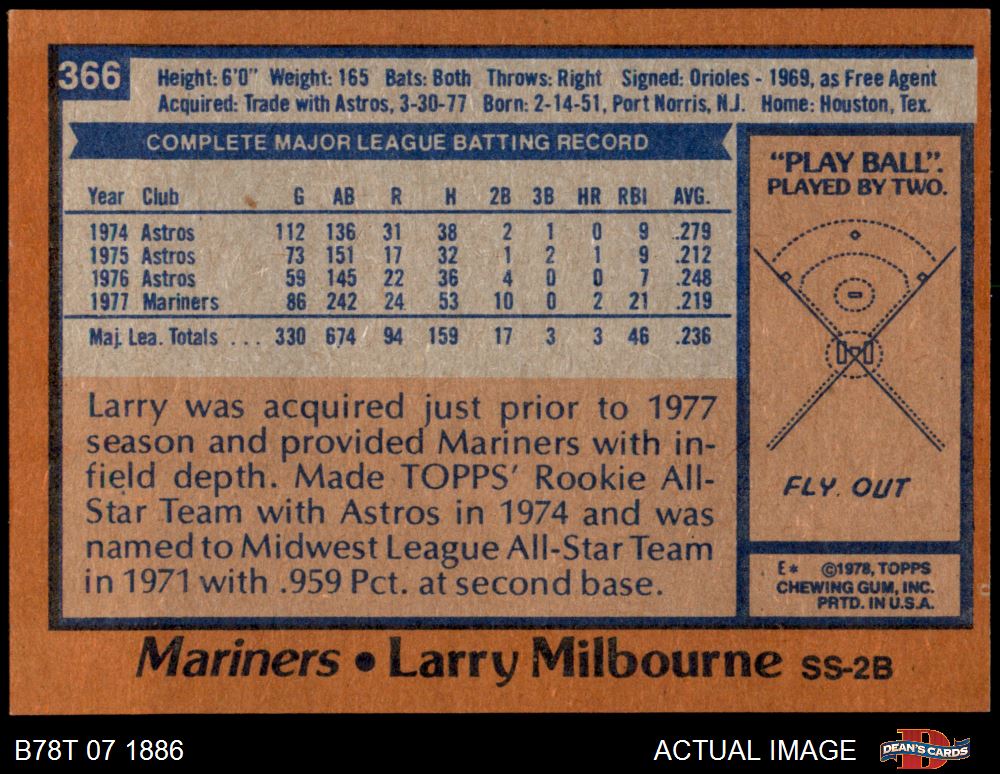 366
Height: 6'0" Weight: 165 Bats: Both Throws: Right Signed: Orioles - 1969, as Free Agent
Acquired: Trade with Astros, 3-30-77 Born: 2-14-51, Port Norris, N.J. Home: Houston, Tex.
COMPLETE MAJOR LEAGUE BATTING RECORD
Year Club G AB R H 2B 3B HR RBI AVG.
1974 Astros 112 136 31 38 2 1 0 9 .279
1975 Astros 73 151 17 32 1 2 1 9 .212
1976 Astros 59 145 22 36 4 0 0 7 .248
1977 Mariners 86 242 24 53 10 0 2 21 .219
Maj. Lea. Totals ... 330 674 94 159 17 3 3 46 .236
Larry was acquired just prior to 1977
season and provided Mariners with in-
field depth. Made TOPPS' Rookie All-
Star Team with Astros in 1974 and was
named to Midwest League All-Star Team
in 1971 with .959 Pct. at second base.
"PLAY BALL".
PLAYED BY TWO.
FLY OUT
E* ©1978, TOPPS
CHEWING GUM, INC.
PRTD. IN U.S.A.
Mariners • Larry Milbourne SS-2B
B78T 07 1886
ACTUAL IMAGE
DEAN'S CARDS